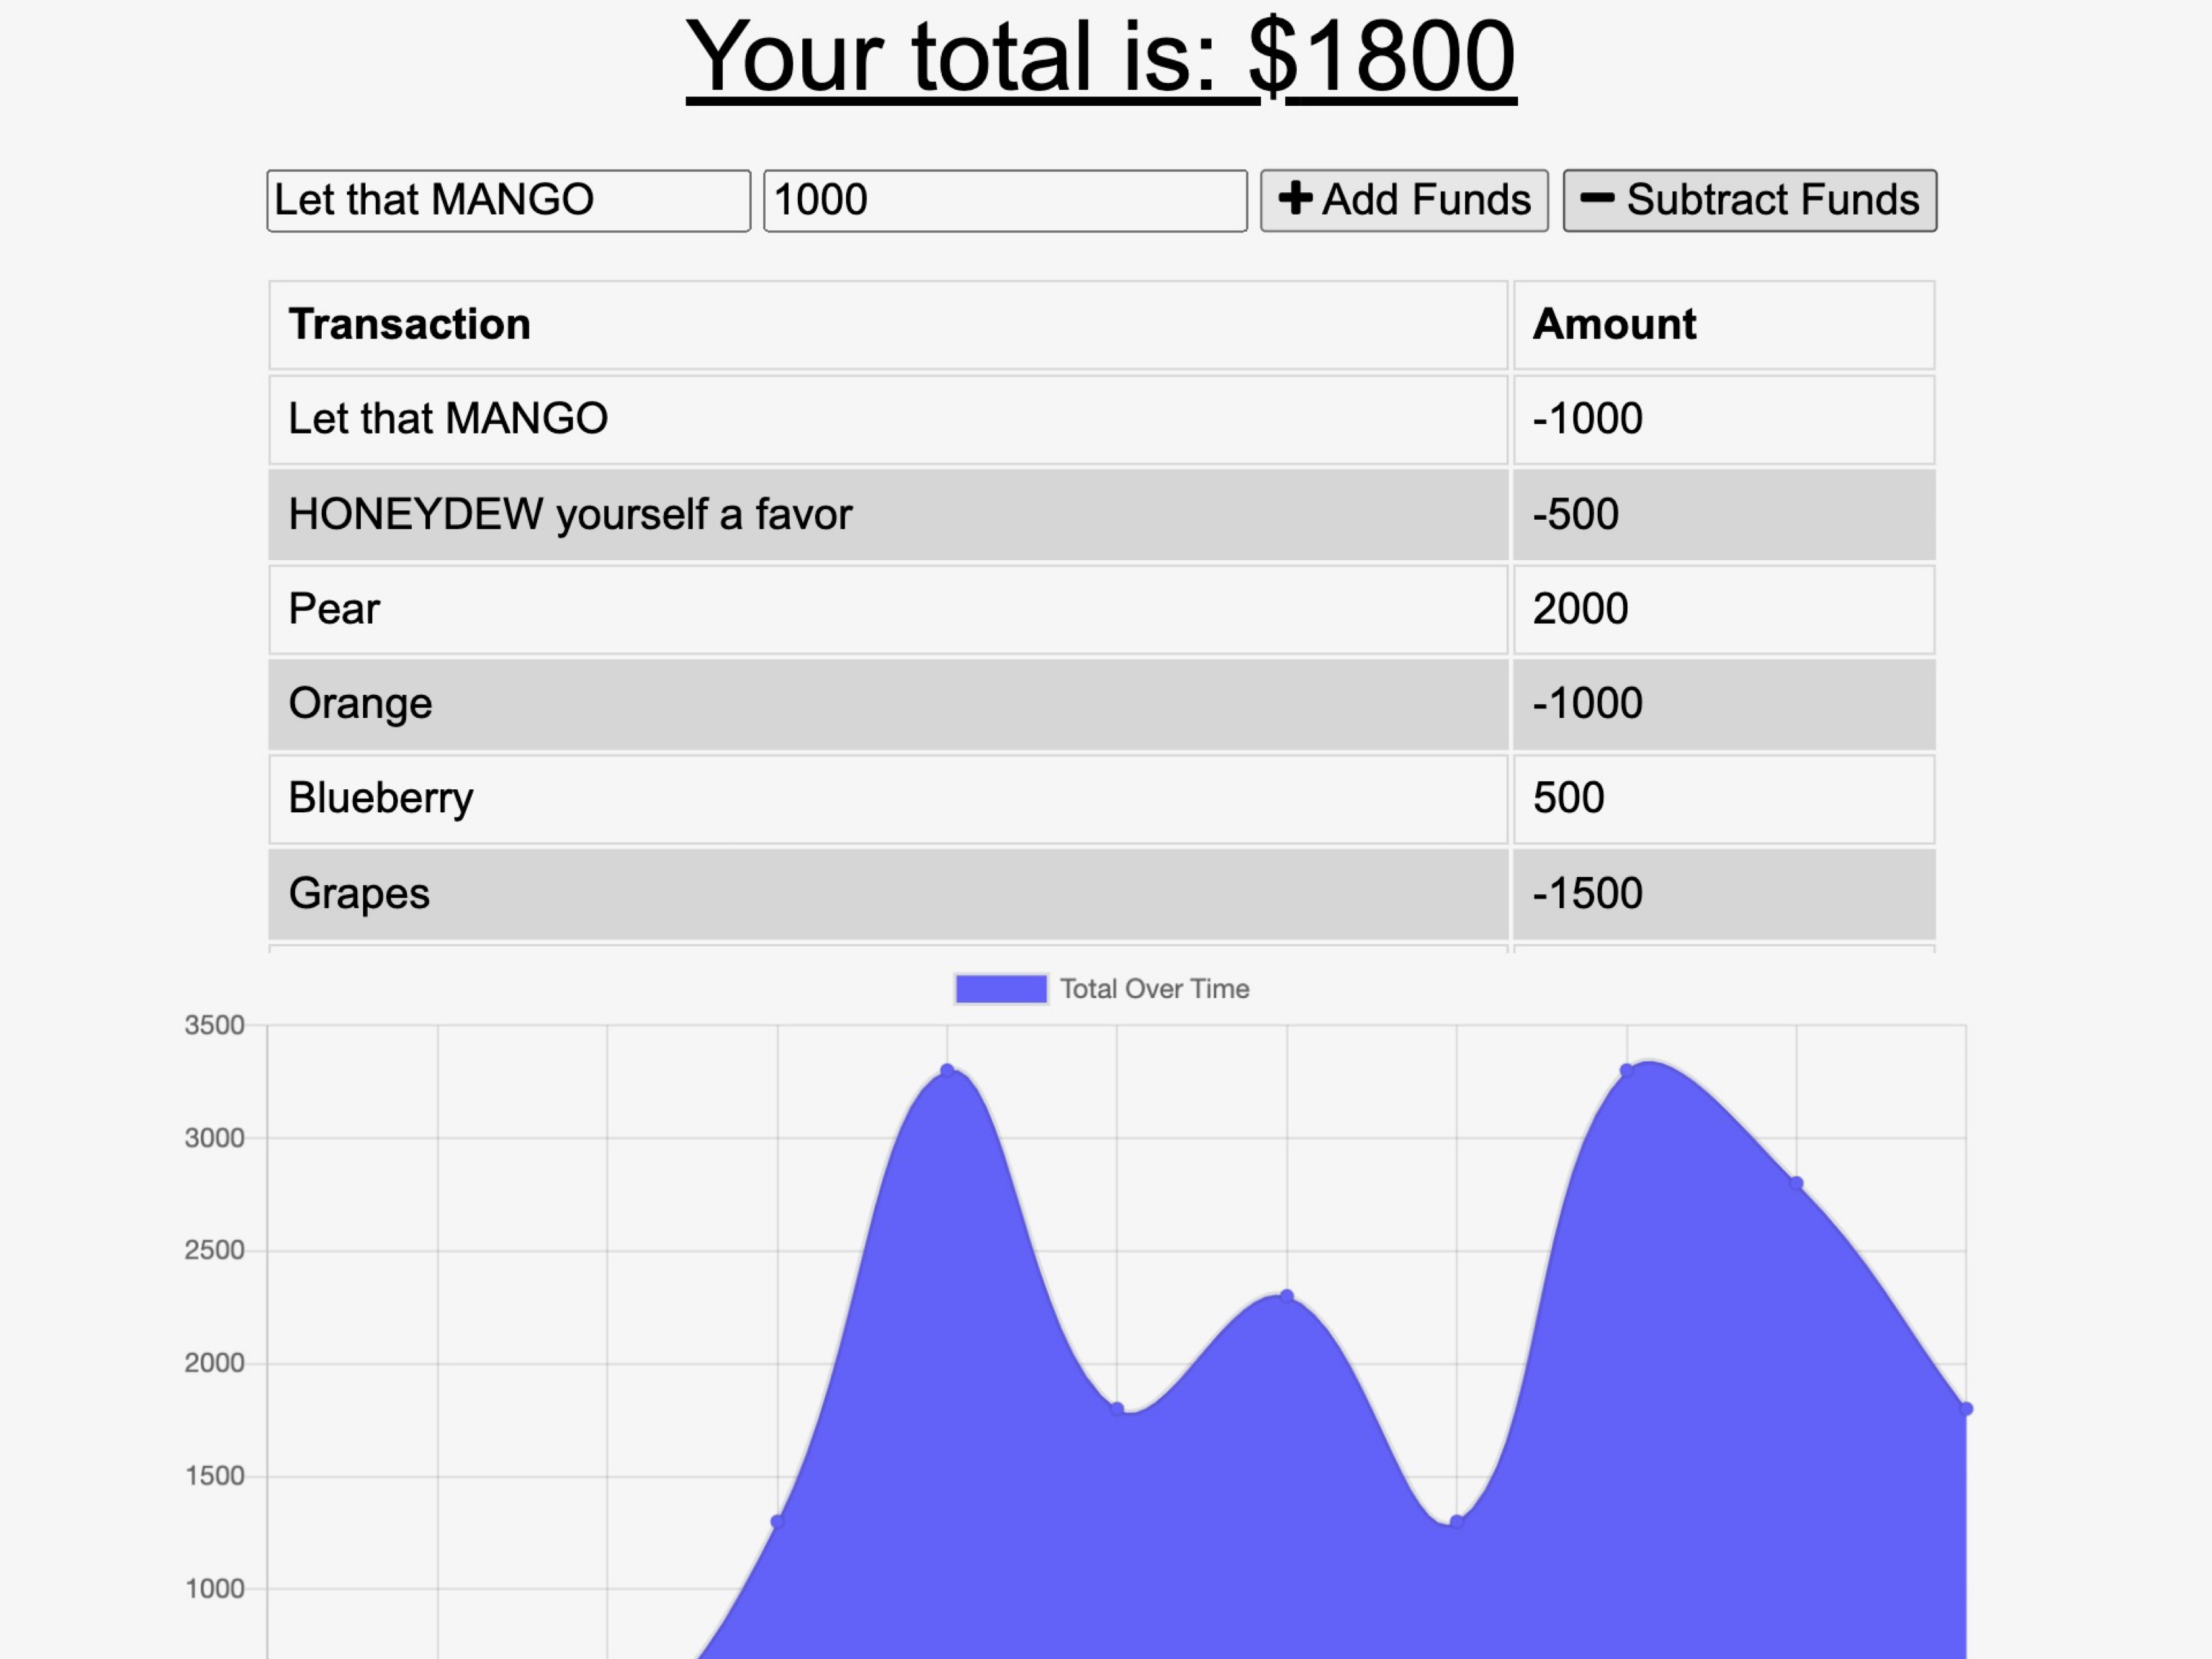 Your total is: $1800
Let that MANGO 1000 Add Funds Subtract Funds
Transaction Amount
Let that MANGO -1000
HONEYDEW yourself a favor -500
Pear 2000
Orange -1000
Blueberry 500
Grapes -1500
Total Over Time
3500
3000
2500
2000
1500
1000